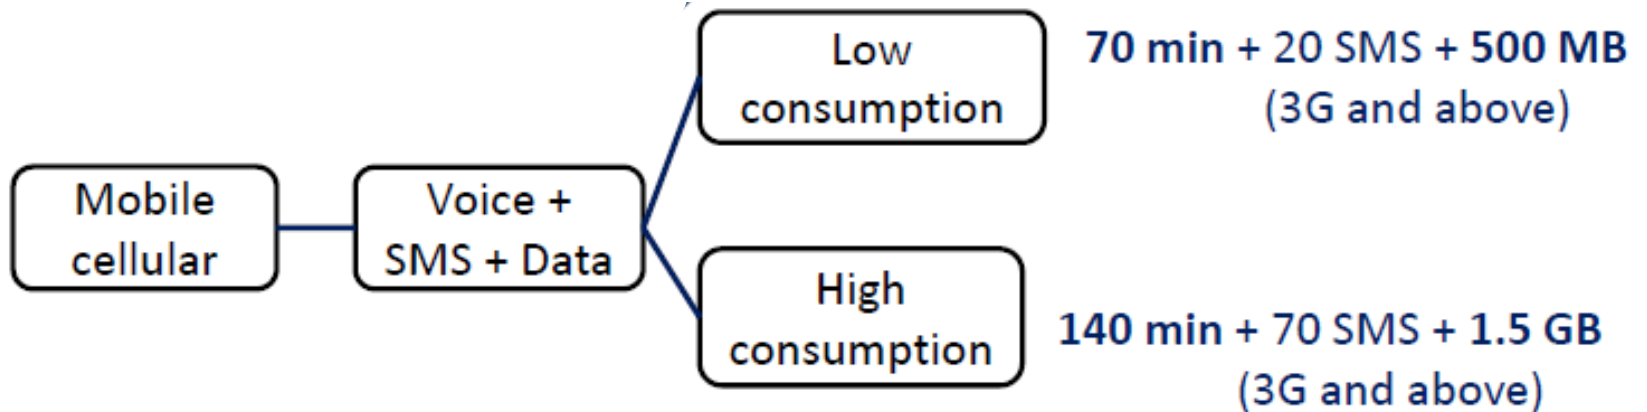 Low
consumption
70 min + 20 SMS + 500 MB
(3G and above)
Mobile
cellular
Voice +
SMS + Data
High
consumption
140 min + 70 SMS + 1.5 GB
(3G and above)